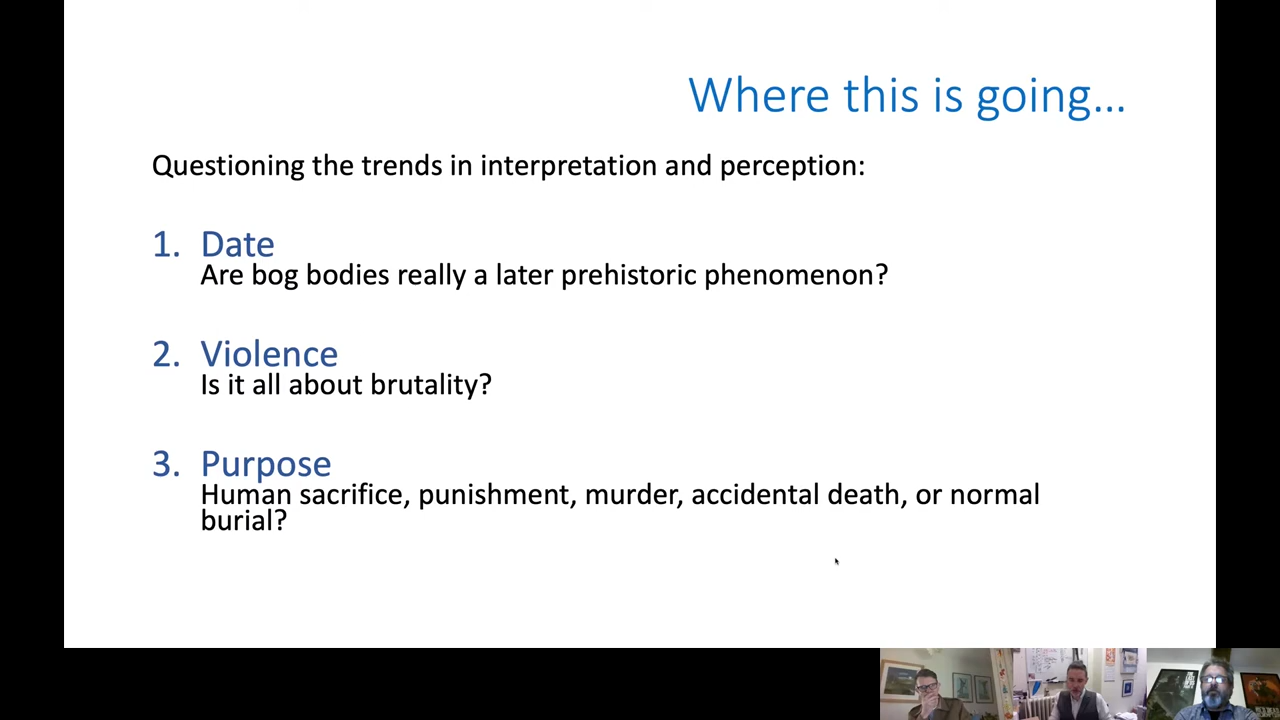 Where this is going...
Questioning the trends in interpretation and perception:
1. Date
Are bog bodies really a later prehistoric phenomenon?
2. Violence
Is it all about brutality?
3. Purpose
Human sacrifice, punishment, murder, accidental death, or normal
burial?